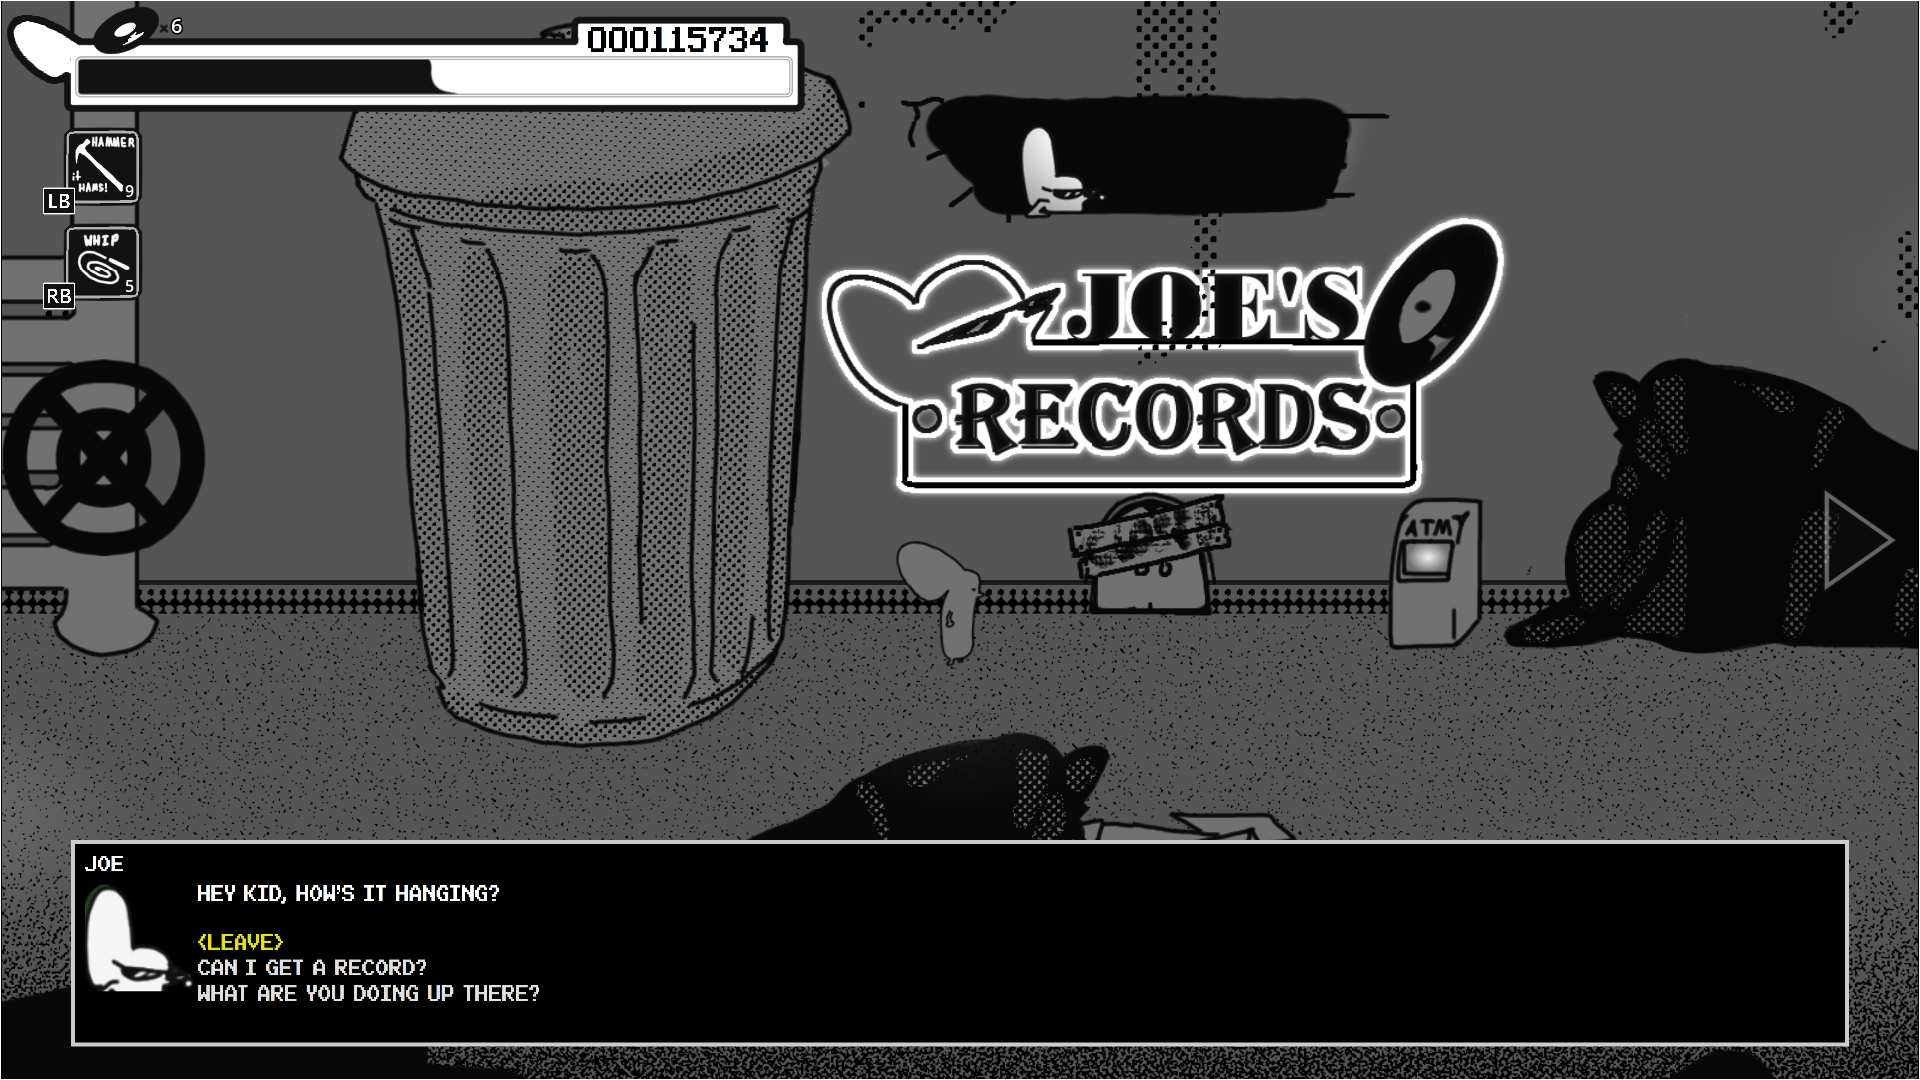 ×6
000115734
HAMMER
it
HAMS!
9
LB
WHIP
5
RB
JOE'S
RECORDS
ATM
JOE
HEY KID, HOW'S IT HANGING?
<LEAVE>
CAN I GET A RECORD?
WHAT ARE YOU DOING UP THERE?